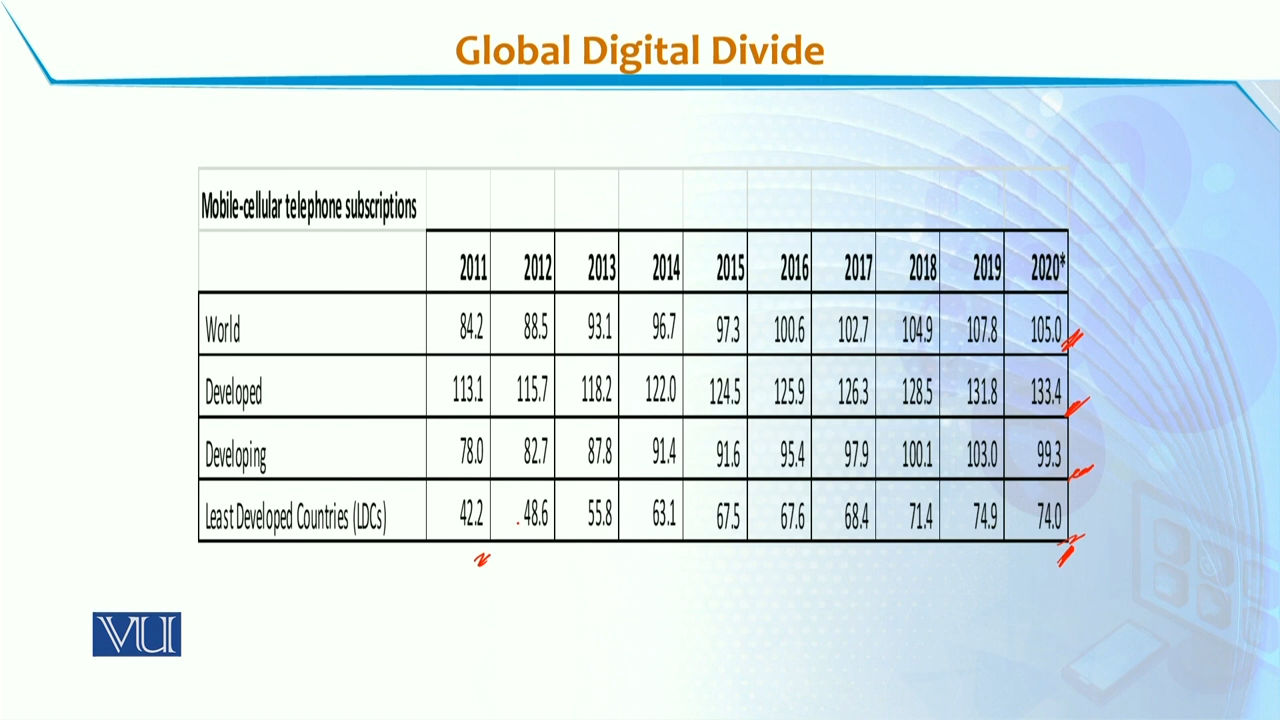 Global Digital Divide
Mobile-cellular telephone subscriptions
2011 2012 2013 2014 2015 2016 2017 2018 2019 2020*
World 84.2 88.5 93.1 96.7 97.3 100.6 102.7 104.9 107.8 105.0
Developed 113.1 115.7 118.2 122.0 124.5 125.9 126.3 128.5 131.8 133.4
Developing 78.0 82.7 87.8 91.4 91.6 95.4 97.9 100.1 103.0 99.3
Least Developed Countries (LDCs) 42.2 48.6 55.8 63.1 67.5 67.6 68.4 71.4 74.9 74.0
VU